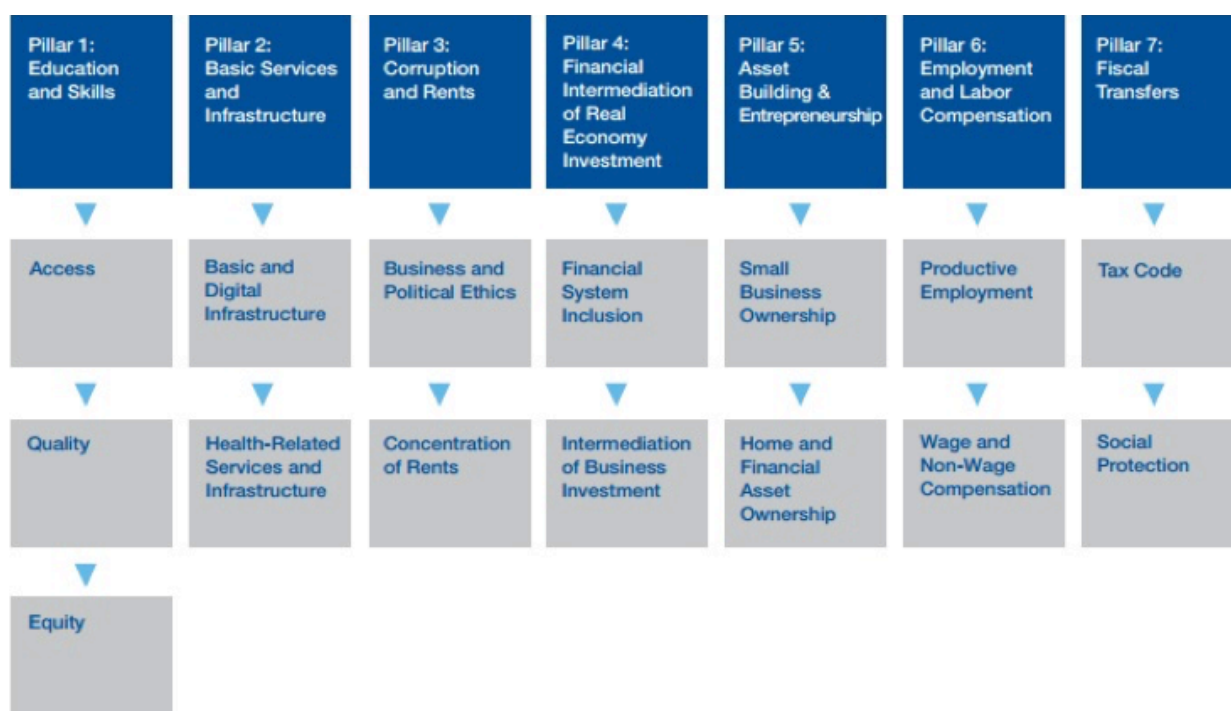 Pillar 1:
Education
and Skills
Pillar 2:
Basic Services
and
Infrastructure
Pillar 3:
Corruption
and Rents
Pillar 4:
Financial
Intermediation
of Real
Economy
Investment
Pillar 5:
Asset
Building &
Entrepreneurship
Pillar 6:
Employment
and Labor
Compensation
Pillar 7:
Fiscal
Transfers
Access
Basic and
Digital
Infrastructure
Business and
Political Ethics
Financial
System
Inclusion
Small
Business
Ownership
Productive
Employment
Tax Code
Quality
Health-Related
Services and
Infrastructure
Concentration
of Rents
Intermediation
of Business
Investment
Home and
Financial
Asset
Ownership
Wage and
Non-Wage
Compensation
Social
Protection
Equity